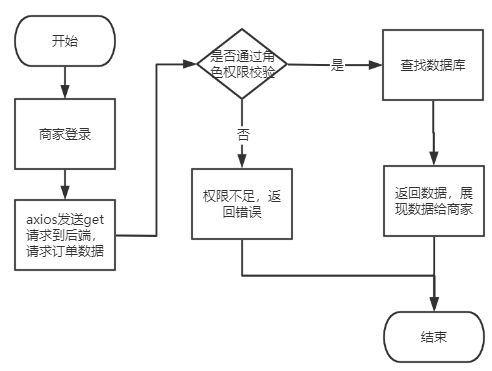 开始
商家登录
axios发送get
请求到后端，
请求订单数据
是否通过角
色权限校验
是
否
查找数据库
权限不足，返
回错误
返回数据，展
现数据给商家
结束